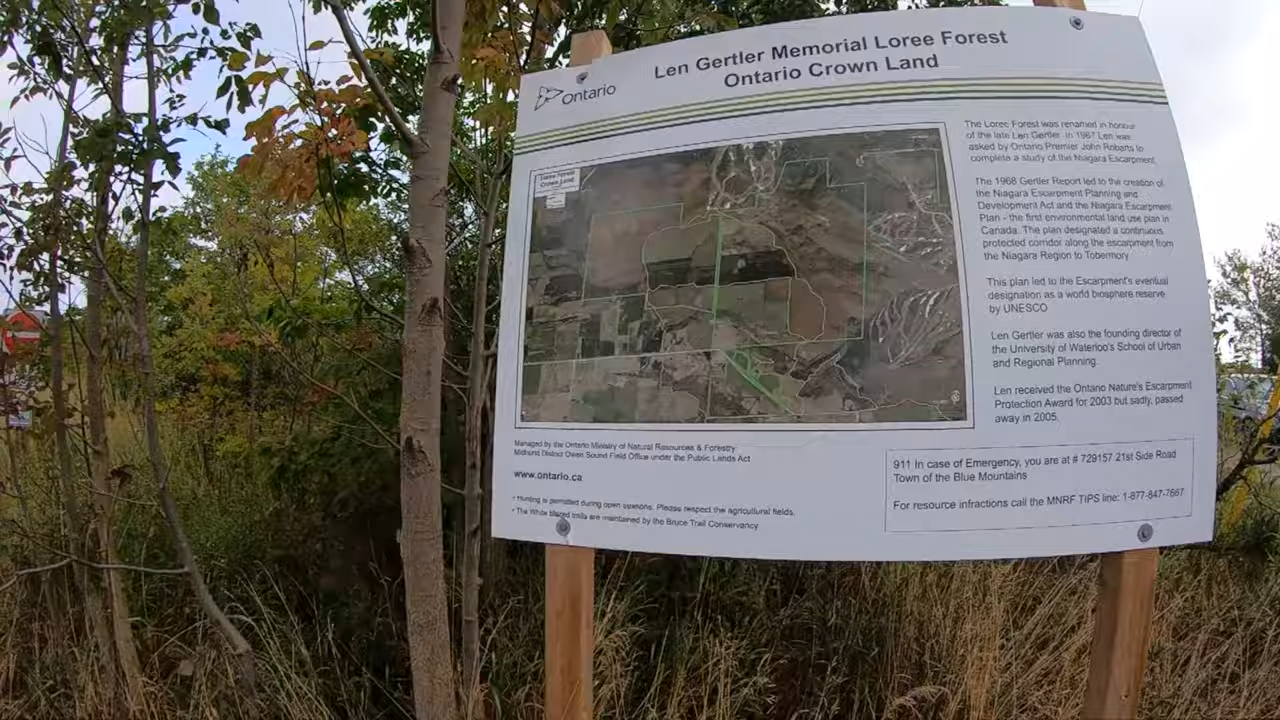 Len Gertler Memorial Loree Forest
Ontario Crown Land
Ontario
Loree Forest
Crown Land
The Loree Forest was renamed in honour
of the late Len Gertler. In 1967 Len was
asked by Ontario Premier John Robarts to
complete a study of the Niagara Escarpment.
The 1968 Gertler Report led to the creation of
the Niagara Escarpment Planning and
Development Act and the Niagara Escarpment
Plan - the first environmental land use plan in
Canada. The plan designated a continuous
protected corridor along the escarpment from
the Niagara Region to Tobermory
This plan led to the Escarpment's eventual
designation as a world biosphere reserve
by UNESCO
Len Gertler was also the founding director of
the University of Waterloo's School of Urban
and Regional Planning.
Len received the Ontario Nature's Escarpment
Protection Award for 2003 but sadly, passed
away in 2005.
Managed by the Ontario Ministry of Natural Resources & Forestry
Midhurst District Owen Sound Field Office under the Public Lands Act
www.ontario.ca
* Hunting is permitted during open seasons. Please respect the agricultural fields.
* The White blazed trails are maintained by the Bruce Trail Conservancy
911 In case of Emergency, you are at # 729157 21st Side Road
Town of the Blue Mountains
For resource infractions call the MNRF TIPS line: 1-877-847-7667